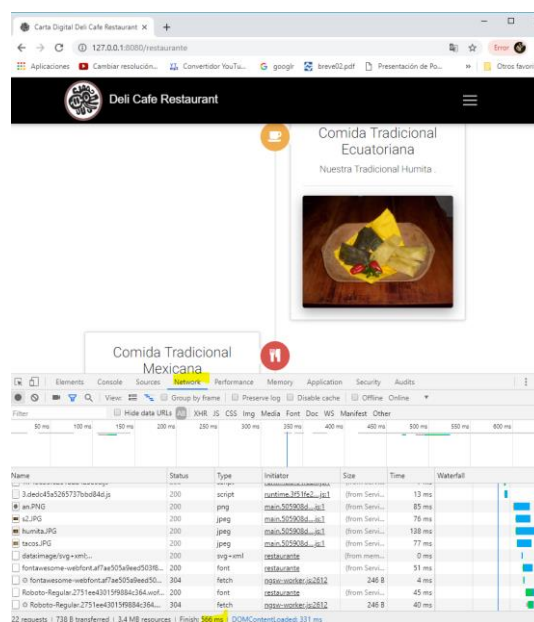 Carta Digital Deli Cafe Restaurant
127.0.0.1:8080/restaurante
Error
Aplicaciones Cambiar resolución... Convertidor YouTu... googlr breve02.pdf Presentación de Po... » Otros favori
Deli Cafe Restaurant
Comida Tradicional
Ecuatoriana
Nuestra Tradicional Humita .
Comida Tradicional
Mexicana
Elements Console Sources Network Performance Memory Application Security Audits
View: Group by frame Preserve log Disable cache Offline Online
Filter Hide data URLs All XHR JS CSS Img Media Font Doc WS Manifest Other
50 ms 100 ms 150 ms 200 ms 250 ms 300 ms 350 ms 400 ms 450 ms 500 ms 550 ms 600 ms
Name Status Type Initiator Size Time Waterfall
3.dedc45a5265737bbd84d.js 200 script runtime.3f51fe2...js:1 (from Servi... 13 ms
an.PNG 200 png main.505908d...js:1 (from Servi... 85 ms
s2.JPG 200 jpeg main.505908d...js:1 (from Servi... 76 ms
humita.JPG 200 jpeg main.505908d...js:1 (from Servi... 138 ms
tacos.JPG 200 jpeg main.505908d...js:1 (from Servi... 77 ms
data:image/svg+xml;... 200 svg+xml restaurante (from mem... 0 ms
fontawesome-webfont.af7ae505a9eed503f8... 200 font restaurante (from Servi... 51 ms
fontawesome-webfont.af7ae505a9eed50... 304 fetch ngsw-worker.js:2612 246 B 4 ms
Roboto-Regular.2751ee43015f9884c364.wof... 200 font restaurante (from Servi... 45 ms
Roboto-Regular.2751ee43015f9884c364.... 304 fetch ngsw-worker.js:2612 246 B 40 ms
22 requests 738 B transferred 3.4 MB resources Finish: 566 ms DOMContentLoaded: 331 ms